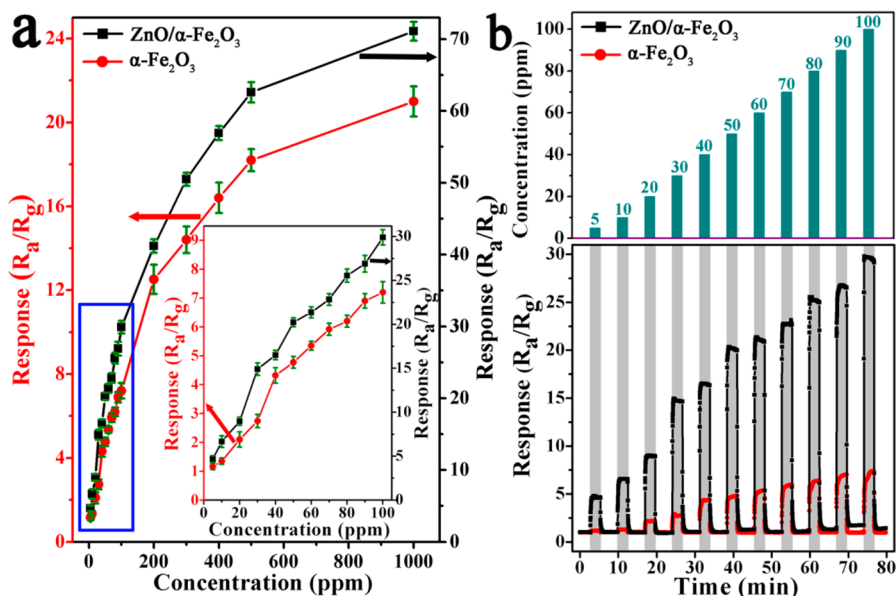 a
ZnO/α-Fe₂O₃
α-Fe₂O₃
24
20
16
12
8
4
0
Response (Rₐ/R_g)
70
60
50
40
30
20
10
0
Response (Rₐ/R_g)
0 200 400 600 800 1000
Concentration (ppm)
9
8
7
6
5
4
3
2
1
0
Response (Rₐ/R_g)
30
25
20
15
10
5
0
Response (Rₐ/R_g)
0 20 40 60 80 100
Concentration (ppm)
b
ZnO/α-Fe₂O₃
α-Fe₂O₃
100
80
60
40
20
0
Concentration (ppm)
5 10 20 30 40 50 60 70 80 90 100
30
25
20
15
10
5
0
Response (Rₐ/R_g)
0 10 20 30 40 50 60 70 80
Time (min)